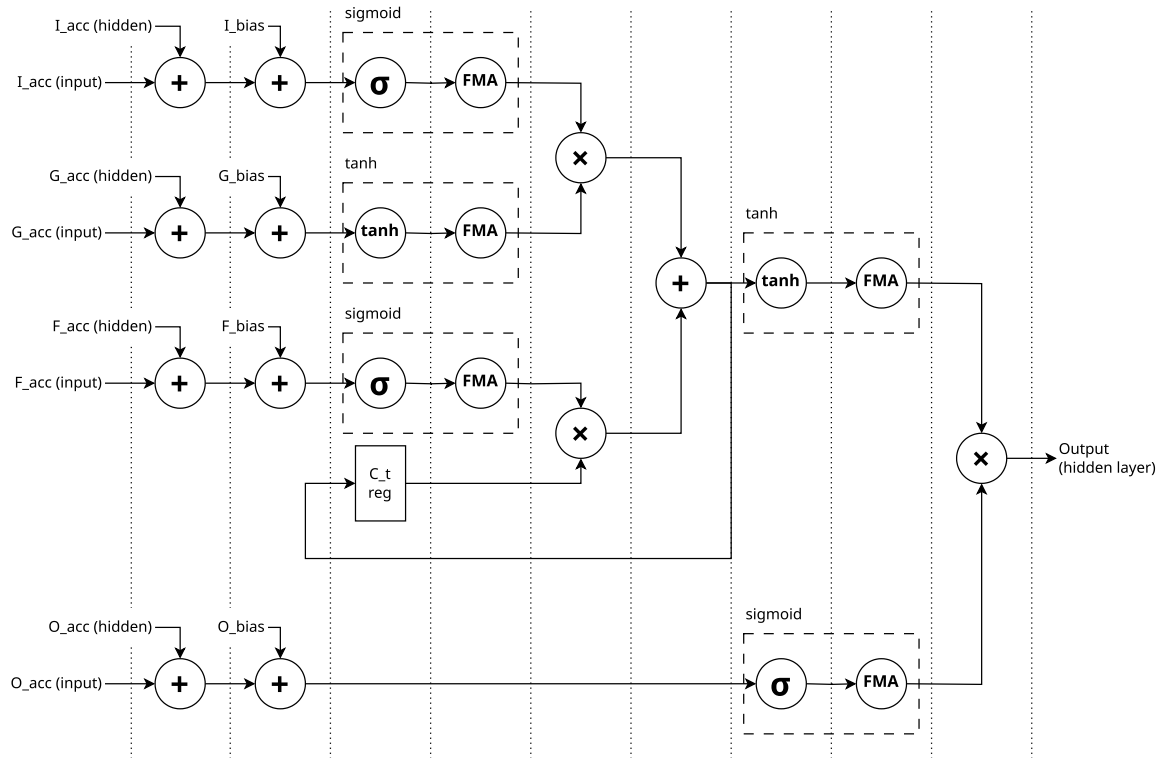 sigmoid
I_acc (hidden)
I_bias
I_acc (input)
+
+
σ
FMA
×
tanh
G_acc (hidden)
G_bias
G_acc (input)
+
+
tanh
FMA
tanh
+
tanh
FMA
sigmoid
F_acc (hidden)
F_bias
F_acc (input)
+
+
σ
FMA
×
C_t
reg
×
Output
(hidden layer)
sigmoid
O_acc (hidden)
O_bias
O_acc (input)
+
+
σ
FMA